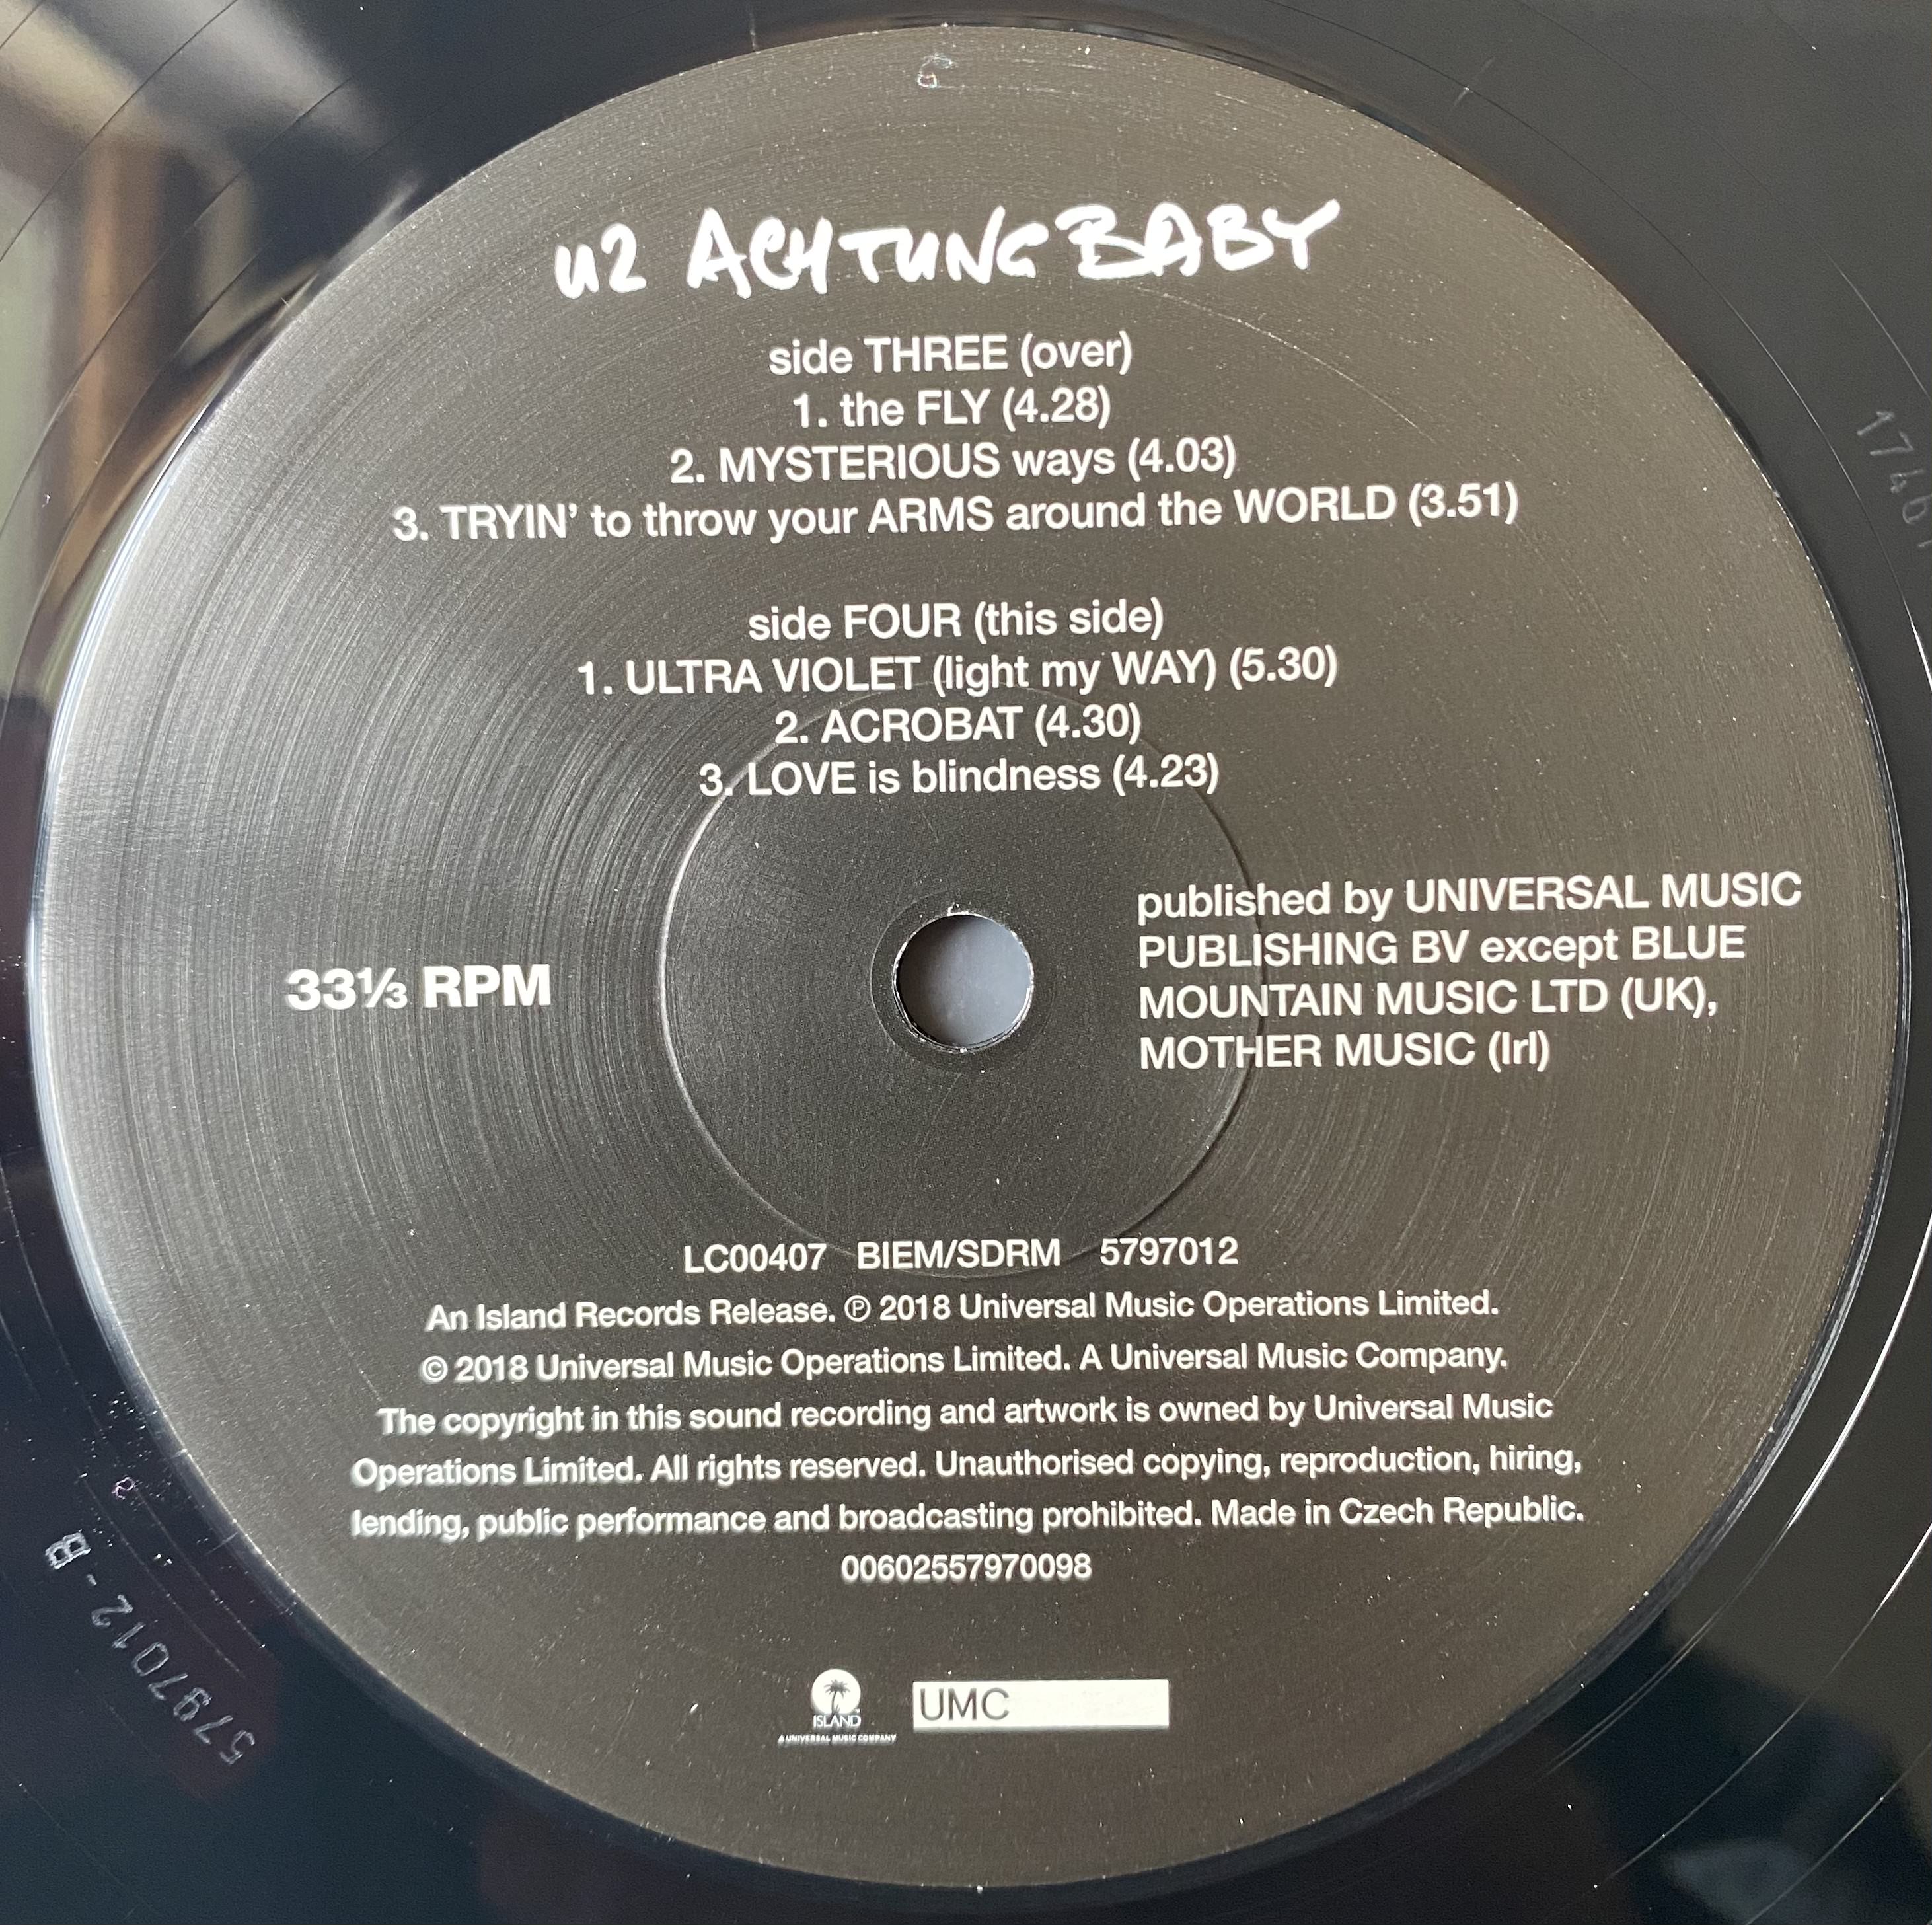 u2 ACHTUNG BABY
side THREE (over)
1. the FLY (4.28)
2. MYSTERIOUS ways (4.03)
3. TRYIN’ to throw your ARMS around the WORLD (3.51)
side FOUR (this side)
1. ULTRA VIOLET (light my WAY) (5.30)
2. ACROBAT (4.30)
3. LOVE is blindness (4.23)
33⅓ RPM
published by UNIVERSAL MUSIC
PUBLISHING BV except BLUE
MOUNTAIN MUSIC LTD (UK),
MOTHER MUSIC (Irl)
LC00407 BIEM/SDRM 5797012
An Island Records Release. ℗ 2018 Universal Music Operations Limited.
© 2018 Universal Music Operations Limited. A Universal Music Company.
The copyright in this sound recording and artwork is owned by Universal Music
Operations Limited. All rights reserved. Unauthorised copying, reproduction, hiring,
lending, public performance and broadcasting prohibited. Made in Czech Republic.
00602557970098
ISLAND
A UNIVERSAL MUSIC COMPANY
UMC
5797012-B